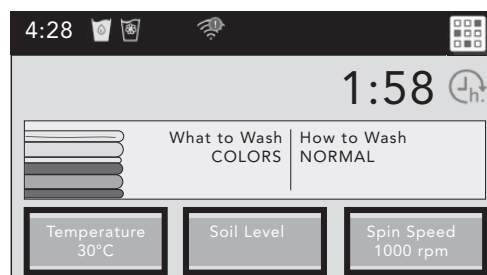 4:28
1:58 h.
What to Wash How to Wash
COLORS NORMAL
Temperature Soil Level Spin Speed
30°C 1000 rpm